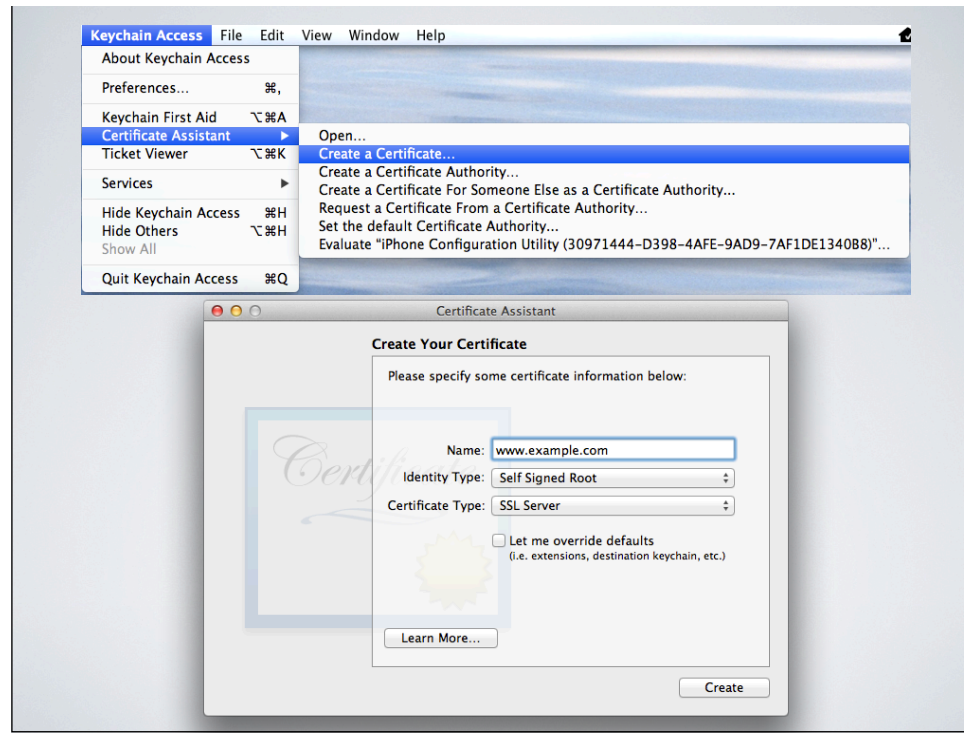 Keychain Access File Edit View Window Help
About Keychain Access
Preferences... ⌘,
Keychain First Aid ⌥⌘A
Certificate Assistant ▶
Ticket Viewer ⌥⌘K
Services ▶
Hide Keychain Access ⌘H
Hide Others ⌥⌘H
Show All
Quit Keychain Access ⌘Q
Open...
Create a Certificate...
Create a Certificate Authority...
Create a Certificate For Someone Else as a Certificate Authority...
Request a Certificate From a Certificate Authority...
Set the default Certificate Authority...
Evaluate “iPhone Configuration Utility (30971444-D398-4AFE-9AD9-7AF1DE1340B8)”...
Certificate Assistant
Create Your Certificate
Please specify some certificate information below:
Certificate
Name: www.example.com
Identity Type: Self Signed Root
Certificate Type: SSL Server
Let me override defaults
(i.e. extensions, destination keychain, etc.)
Learn More...
Create